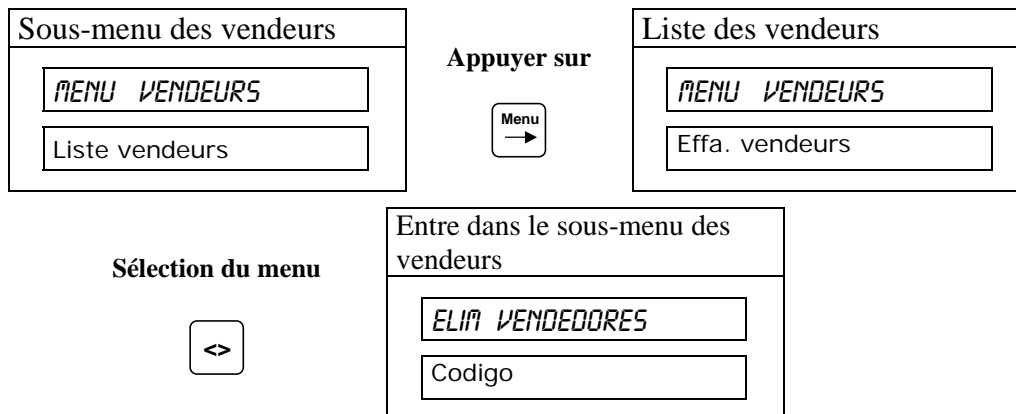 Sous-menu des vendeurs
MENU VENDEURS
Liste vendeurs
Appuyer sur
Menu
Liste des vendeurs
MENU VENDEURS
Effa. vendeurs
Sélection du menu
<>
Entre dans le sous-menu des
vendeurs
ELIM VENDEDORES
Codigo